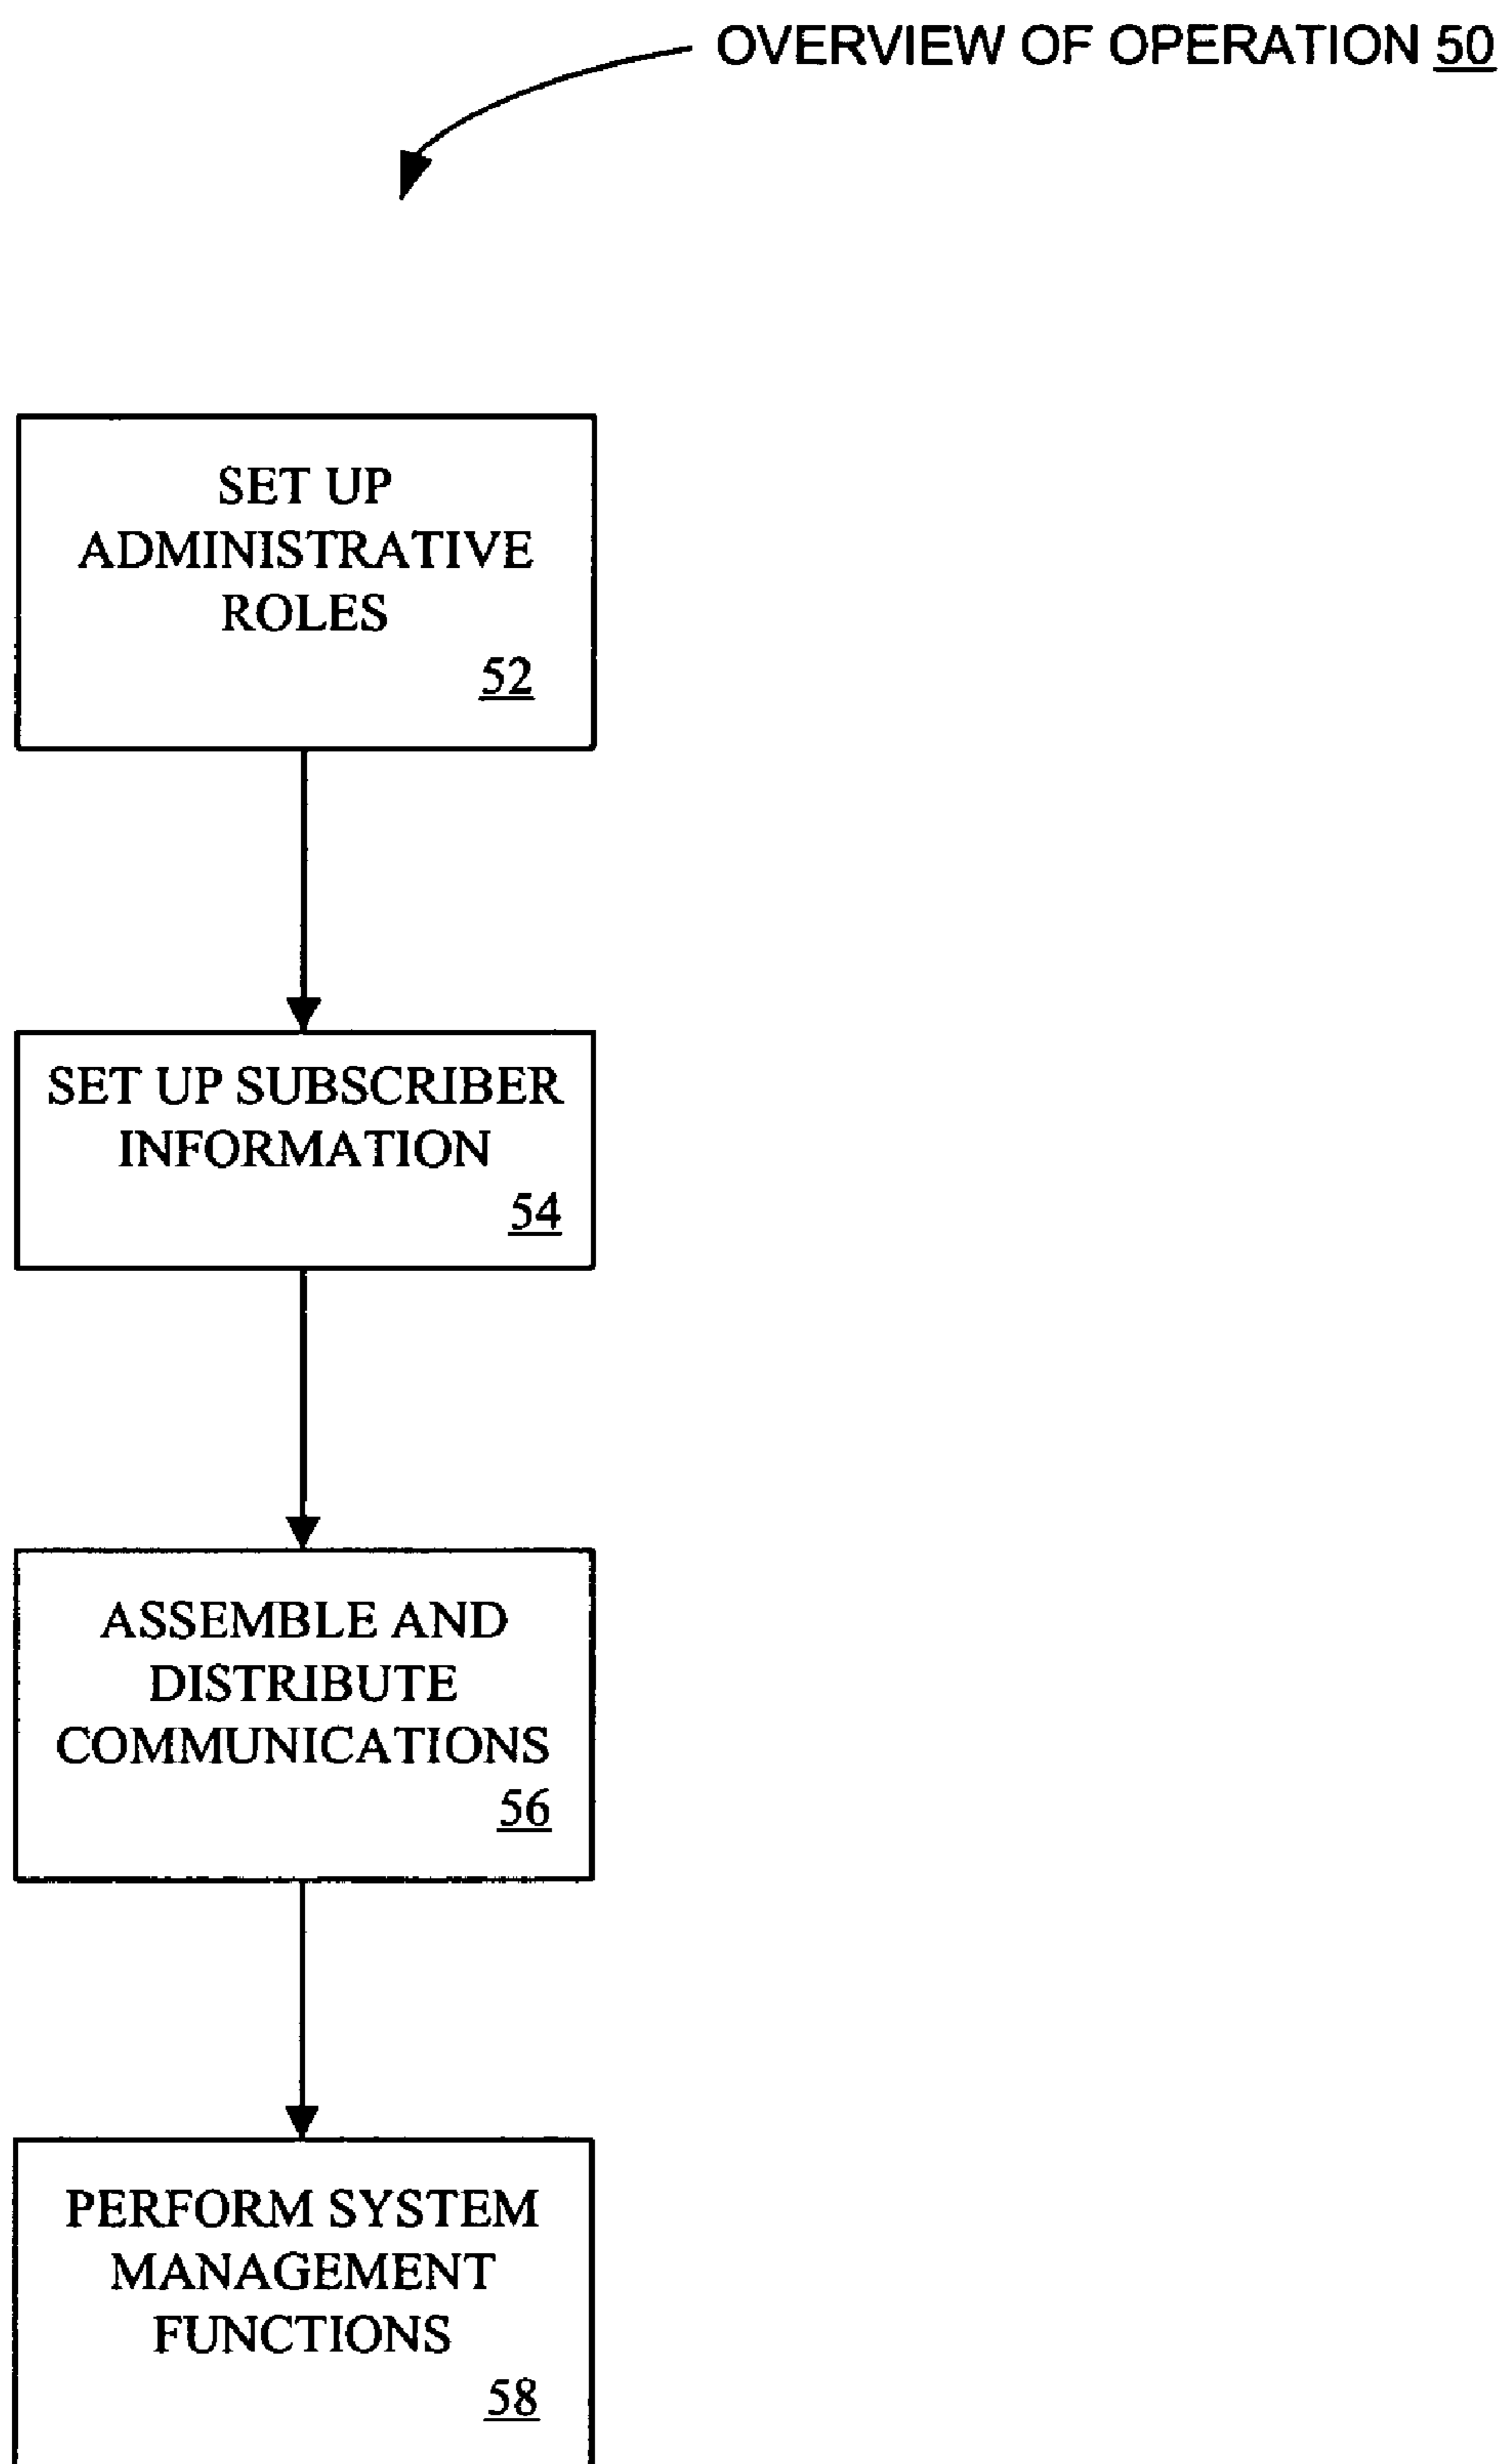 OVERVIEW OF OPERATION 50
SET UP
ADMINISTRATIVE
ROLES
52
SET UP SUBSCRIBER
INFORMATION
54
ASSEMBLE AND
DISTRIBUTE
COMMUNICATIONS
56
PERFORM SYSTEM
MANAGEMENT
FUNCTIONS
58